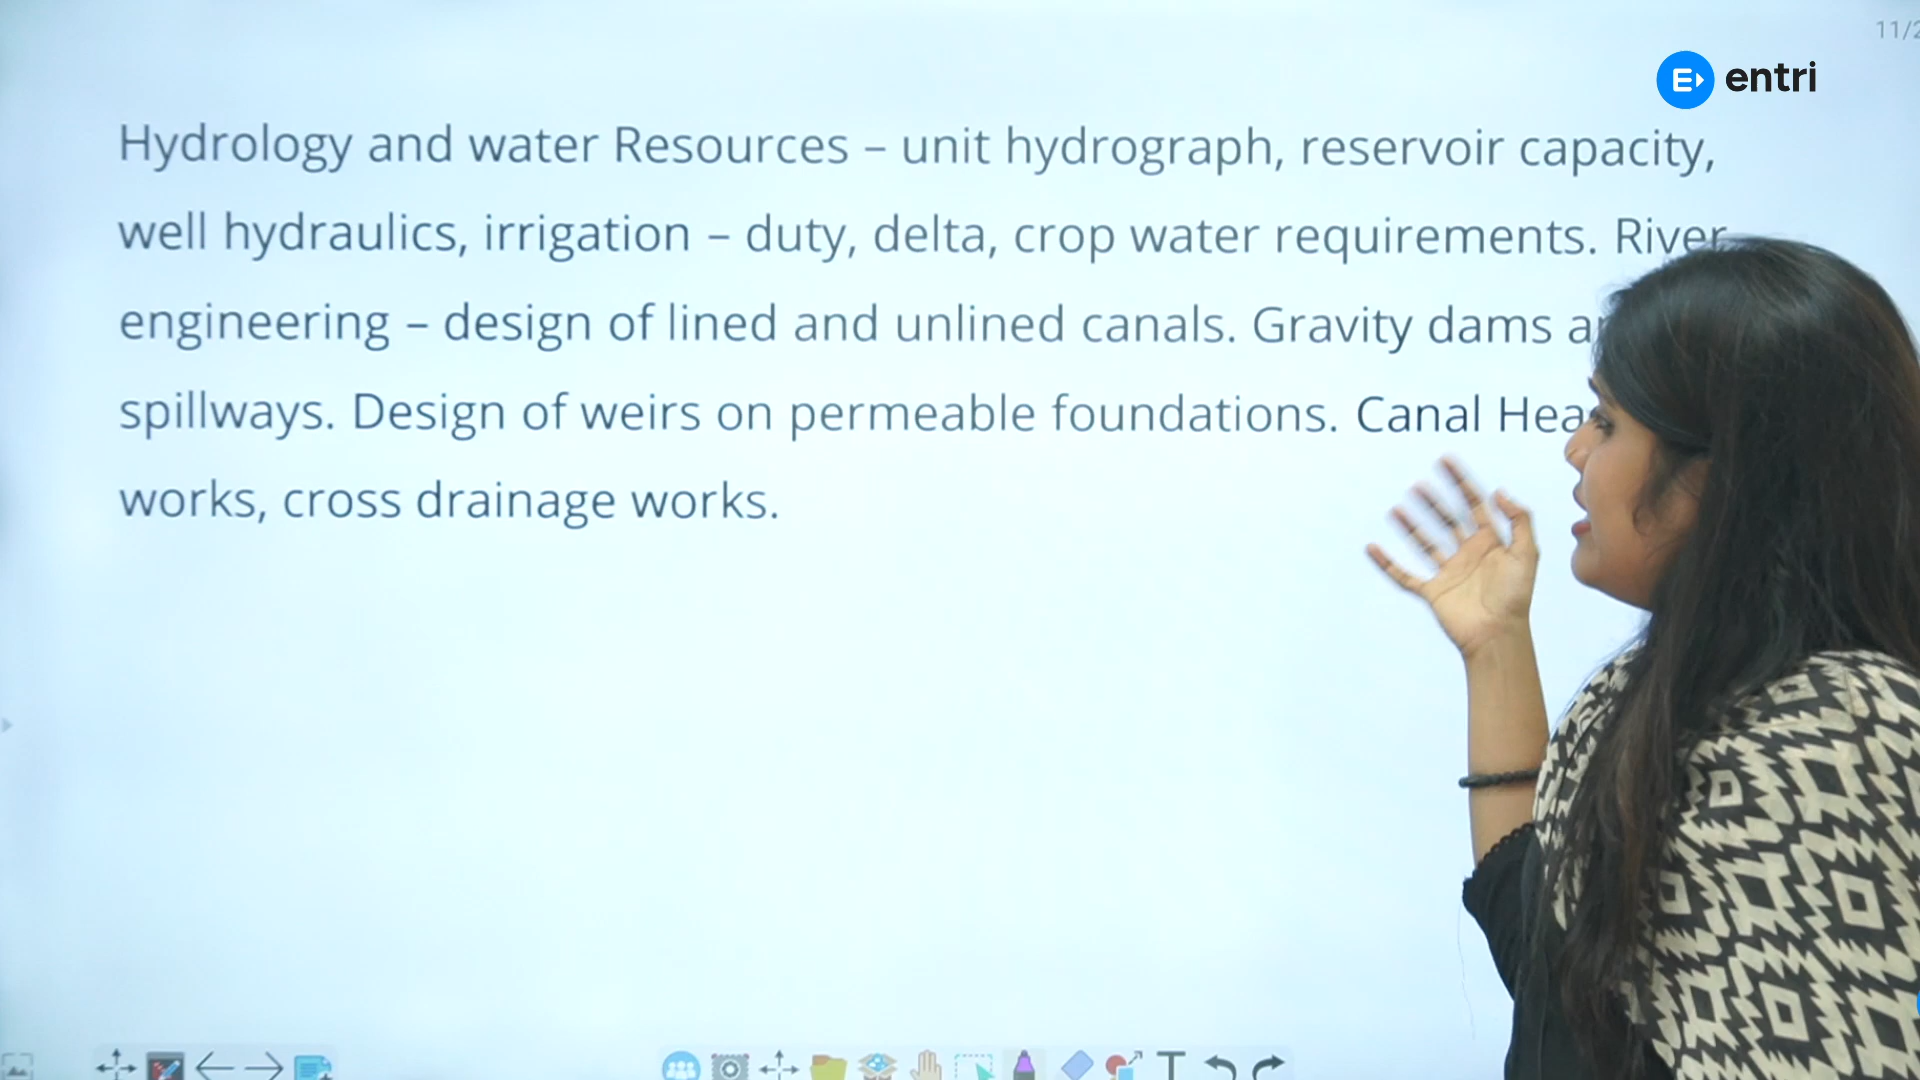 11/2
entri
Hydrology and water Resources – unit hydrograph, reservoir capacity,
well hydraulics, irrigation – duty, delta, crop water requirements. River
engineering – design of lined and unlined canals. Gravity dams
spillways. Design of weirs on permeable foundations. Canal
works, cross drainage works.